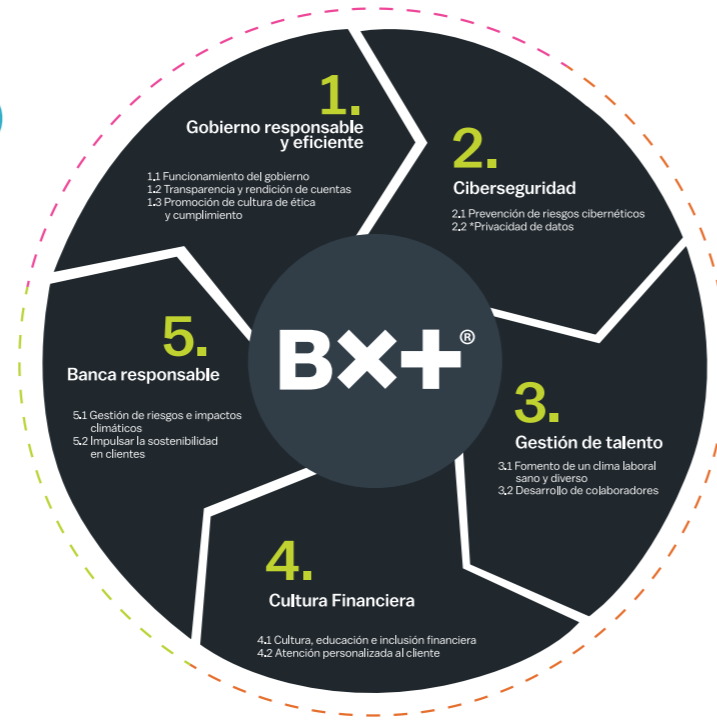 1.
Gobierno responsable
y eficiente
1.1 Funcionamiento del gobierno
1.2 Transparencia y rendición de cuentas
1.3 Promoción de cultura de ética
y cumplimiento
2.
Ciberseguridad
2.1 Prevención de riesgos cibernéticos
2.2 *Privacidad de datos
3.
Gestión de talento
3.1 Fomento de un clima laboral
sano y diverso
3.2 Desarrollo de colaboradores
4.
Cultura Financiera
4.1 Cultura, educación e inclusión financiera
4.2 Atención personalizada al cliente
5.
Banca responsable
5.1 Gestión de riesgos e impactos
climáticos
5.2 Impulsar la sostenibilidad
en clientes
B×+®